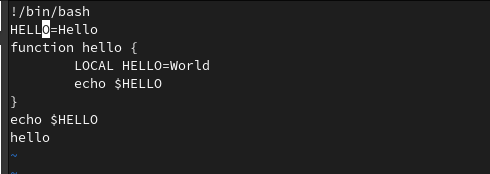 !/bin/bash
HELLO=Hello
function hello {
        LOCAL HELLO=World
        echo $HELLO
}
echo $HELLO
hello
~
~